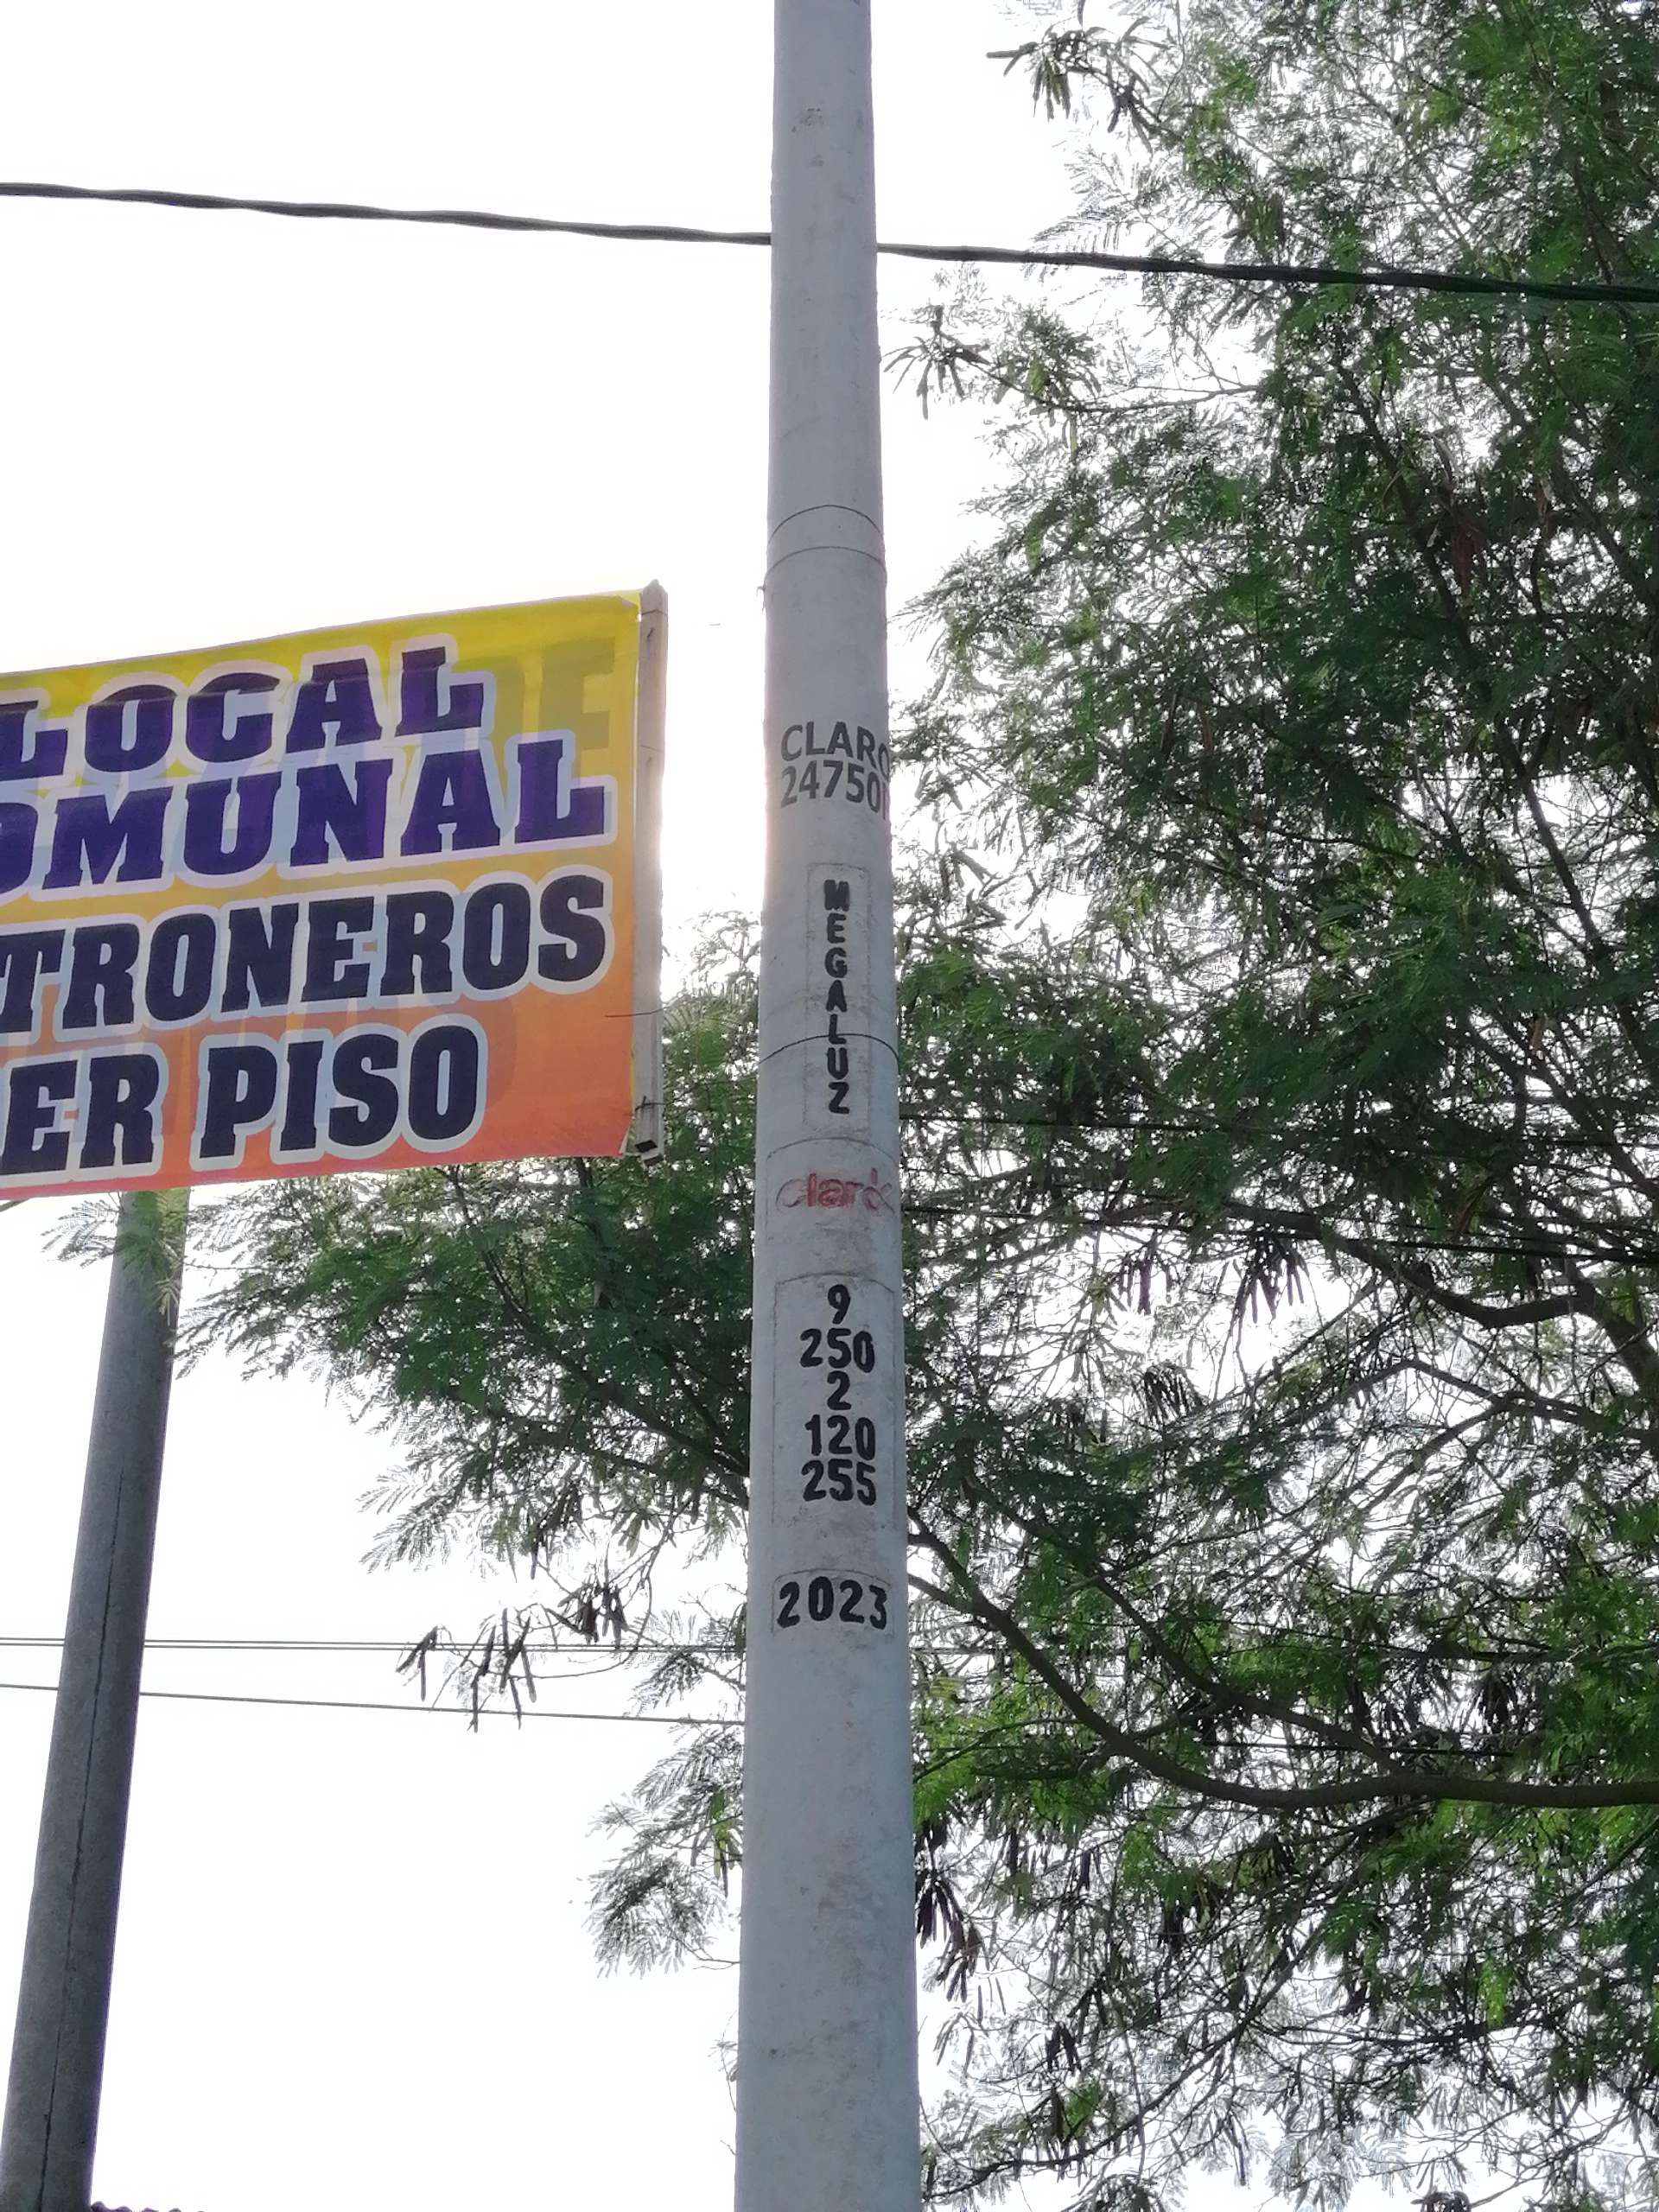 LOCAL
OMUNAL
TRONEROS
ER PISO
CLARO
24750
MEGALUZ
claro
9
250
2
120
255
2023